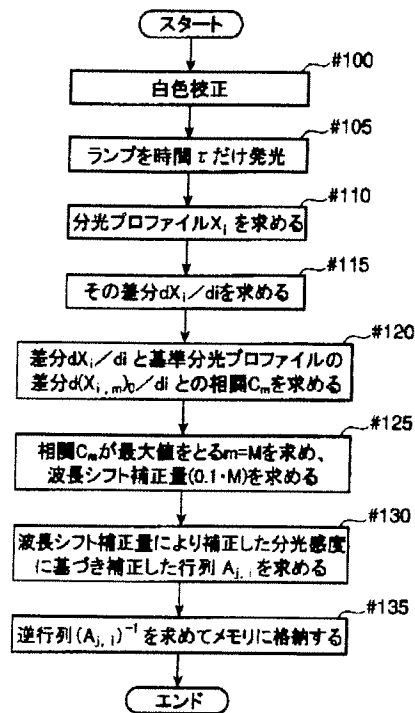 スタート
#100
白色校正
#105
ランプを時間τだけ発光
#110
分光プロファイルXi を求める
#115
その差分dXi／diを求める
#120
差分dXi／diと基準分光プロファイルの
差分d(Xi,m)0／diとの相関Cmを求める
#125
相関Cmが最大値をとるm=Mを求め、
波長シフト補正量(0.1・M)を求める
#130
波長シフト補正量により補正した分光感度
に基づき補正した行列 Aj,i を求める
#135
逆行列(Aj,i)-1 を求めてメモリに格納する
エンド